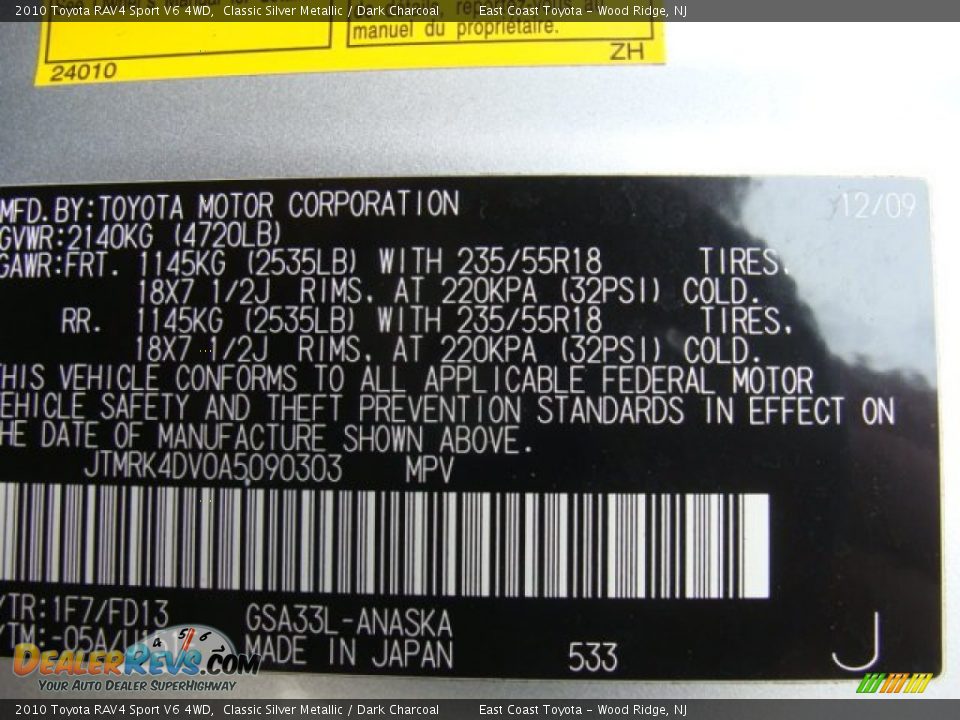 2010 Toyota RAV4 Sport V6 4WD, Classic Silver Metallic / Dark Charcoal East Coast Toyota - Wood Ridge, NJ
manuel du propriétaire.
24010 ZH
MFD.BY:TOYOTA MOTOR CORPORATION 12/09
GVWR:2140KG (4720LB)
GAWR:FRT. 1145KG (2535LB) WITH 235/55R18 TIRES,
18X7 1/2J RIMS, AT 220KPA (32PSI) COLD.
RR. 1145KG (2535LB) WITH 235/55R18 TIRES,
18X7 1/2J RIMS, AT 220KPA (32PSI) COLD.
THIS VEHICLE CONFORMS TO ALL APPLICABLE FEDERAL MOTOR
EHICLE SAFETY AND THEFT PREVENTION STANDARDS IN EFFECT ON
HE DATE OF MANUFACTURE SHOWN ABOVE.
JTMRK4DV0A5090303 MPV
/TR:1F7/FD13 GSA33L-ANASKA
/TM:-05A/U1 MADE IN JAPAN 533 J
DEALERREVS.COM
YOUR AUTO DEALER SUPERHIGHWAY
2010 Toyota RAV4 Sport V6 4WD, Classic Silver Metallic / Dark Charcoal East Coast Toyota - Wood Ridge, NJ